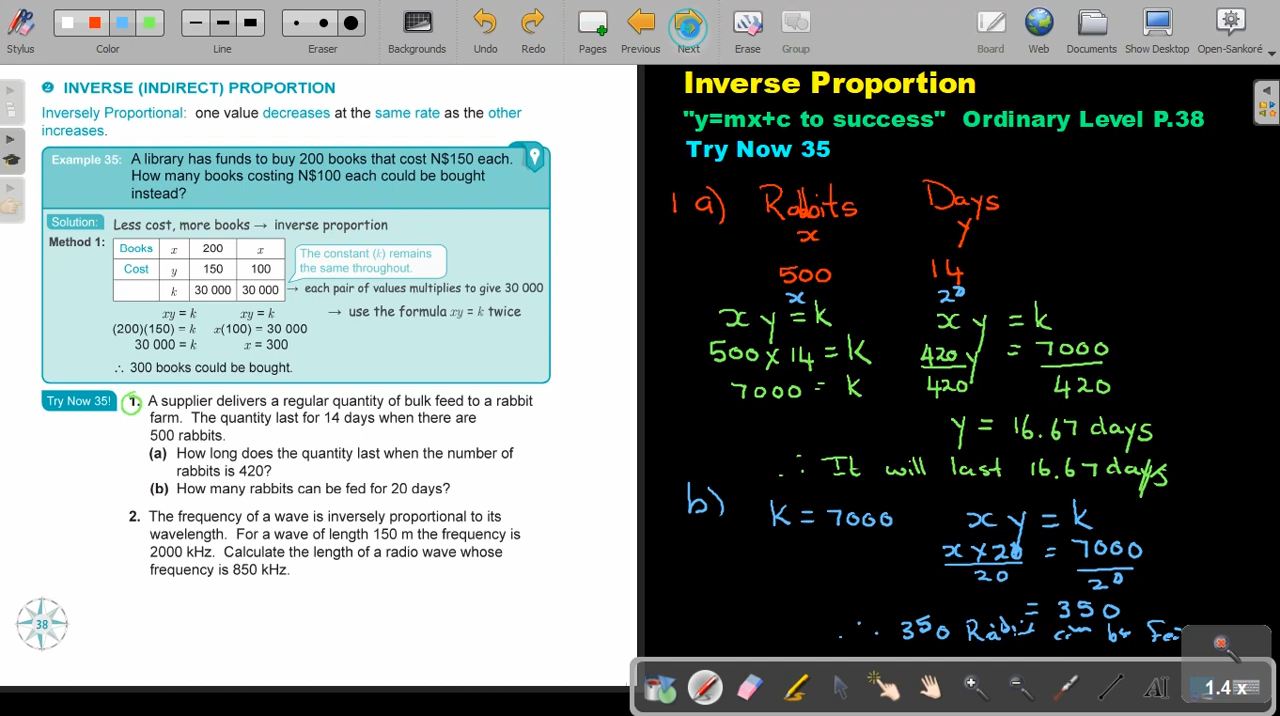 Stylus Color Line Eraser Backgrounds Undo Redo Pages Previous Next Erase Group Board Web Documents Show Desktop Open-Sankoré
❷ INVERSE (INDIRECT) PROPORTION
Inversely Proportional: one value decreases at the same rate as the other
increases.
Example 35: A library has funds to buy 200 books that cost N$150 each.
How many books costing N$100 each could be bought
instead?
Solution: Less cost, more books → inverse proportion
Method 1:
Books x 200 x
Cost y 150 100
k 30 000 30 000
The constant (k) remains
the same throughout.
→ each pair of values multiplies to give 30 000
xy = k xy = k → use the formula xy = k twice
(200)(150) = k x(100) = 30 000
30 000 = k x = 300
∴ 300 books could be bought.
Try Now 35! 1. A supplier delivers a regular quantity of bulk feed to a rabbit
farm. The quantity last for 14 days when there are
500 rabbits.
(a) How long does the quantity last when the number of
rabbits is 420?
(b) How many rabbits can be fed for 20 days?
2. The frequency of a wave is inversely proportional to its
wavelength. For a wave of length 150 m the frequency is
2000 kHz. Calculate the length of a radio wave whose
frequency is 850 kHz.
38
Inverse Proportion
"y=mx+c to success" Ordinary Level P.38
Try Now 35
1 a) Rabbits Days
x y
500 14
x 20
x y = k x y = k
500 × 14 = k 420 y = 7000
7000 = k 420 420
y = 16.67 days
∴ It will last 16.67 days
b) k = 7000 x y = k
x × 20 = 7000
20 20
= 350
∴ 350 Rabbit can be
1.4 x